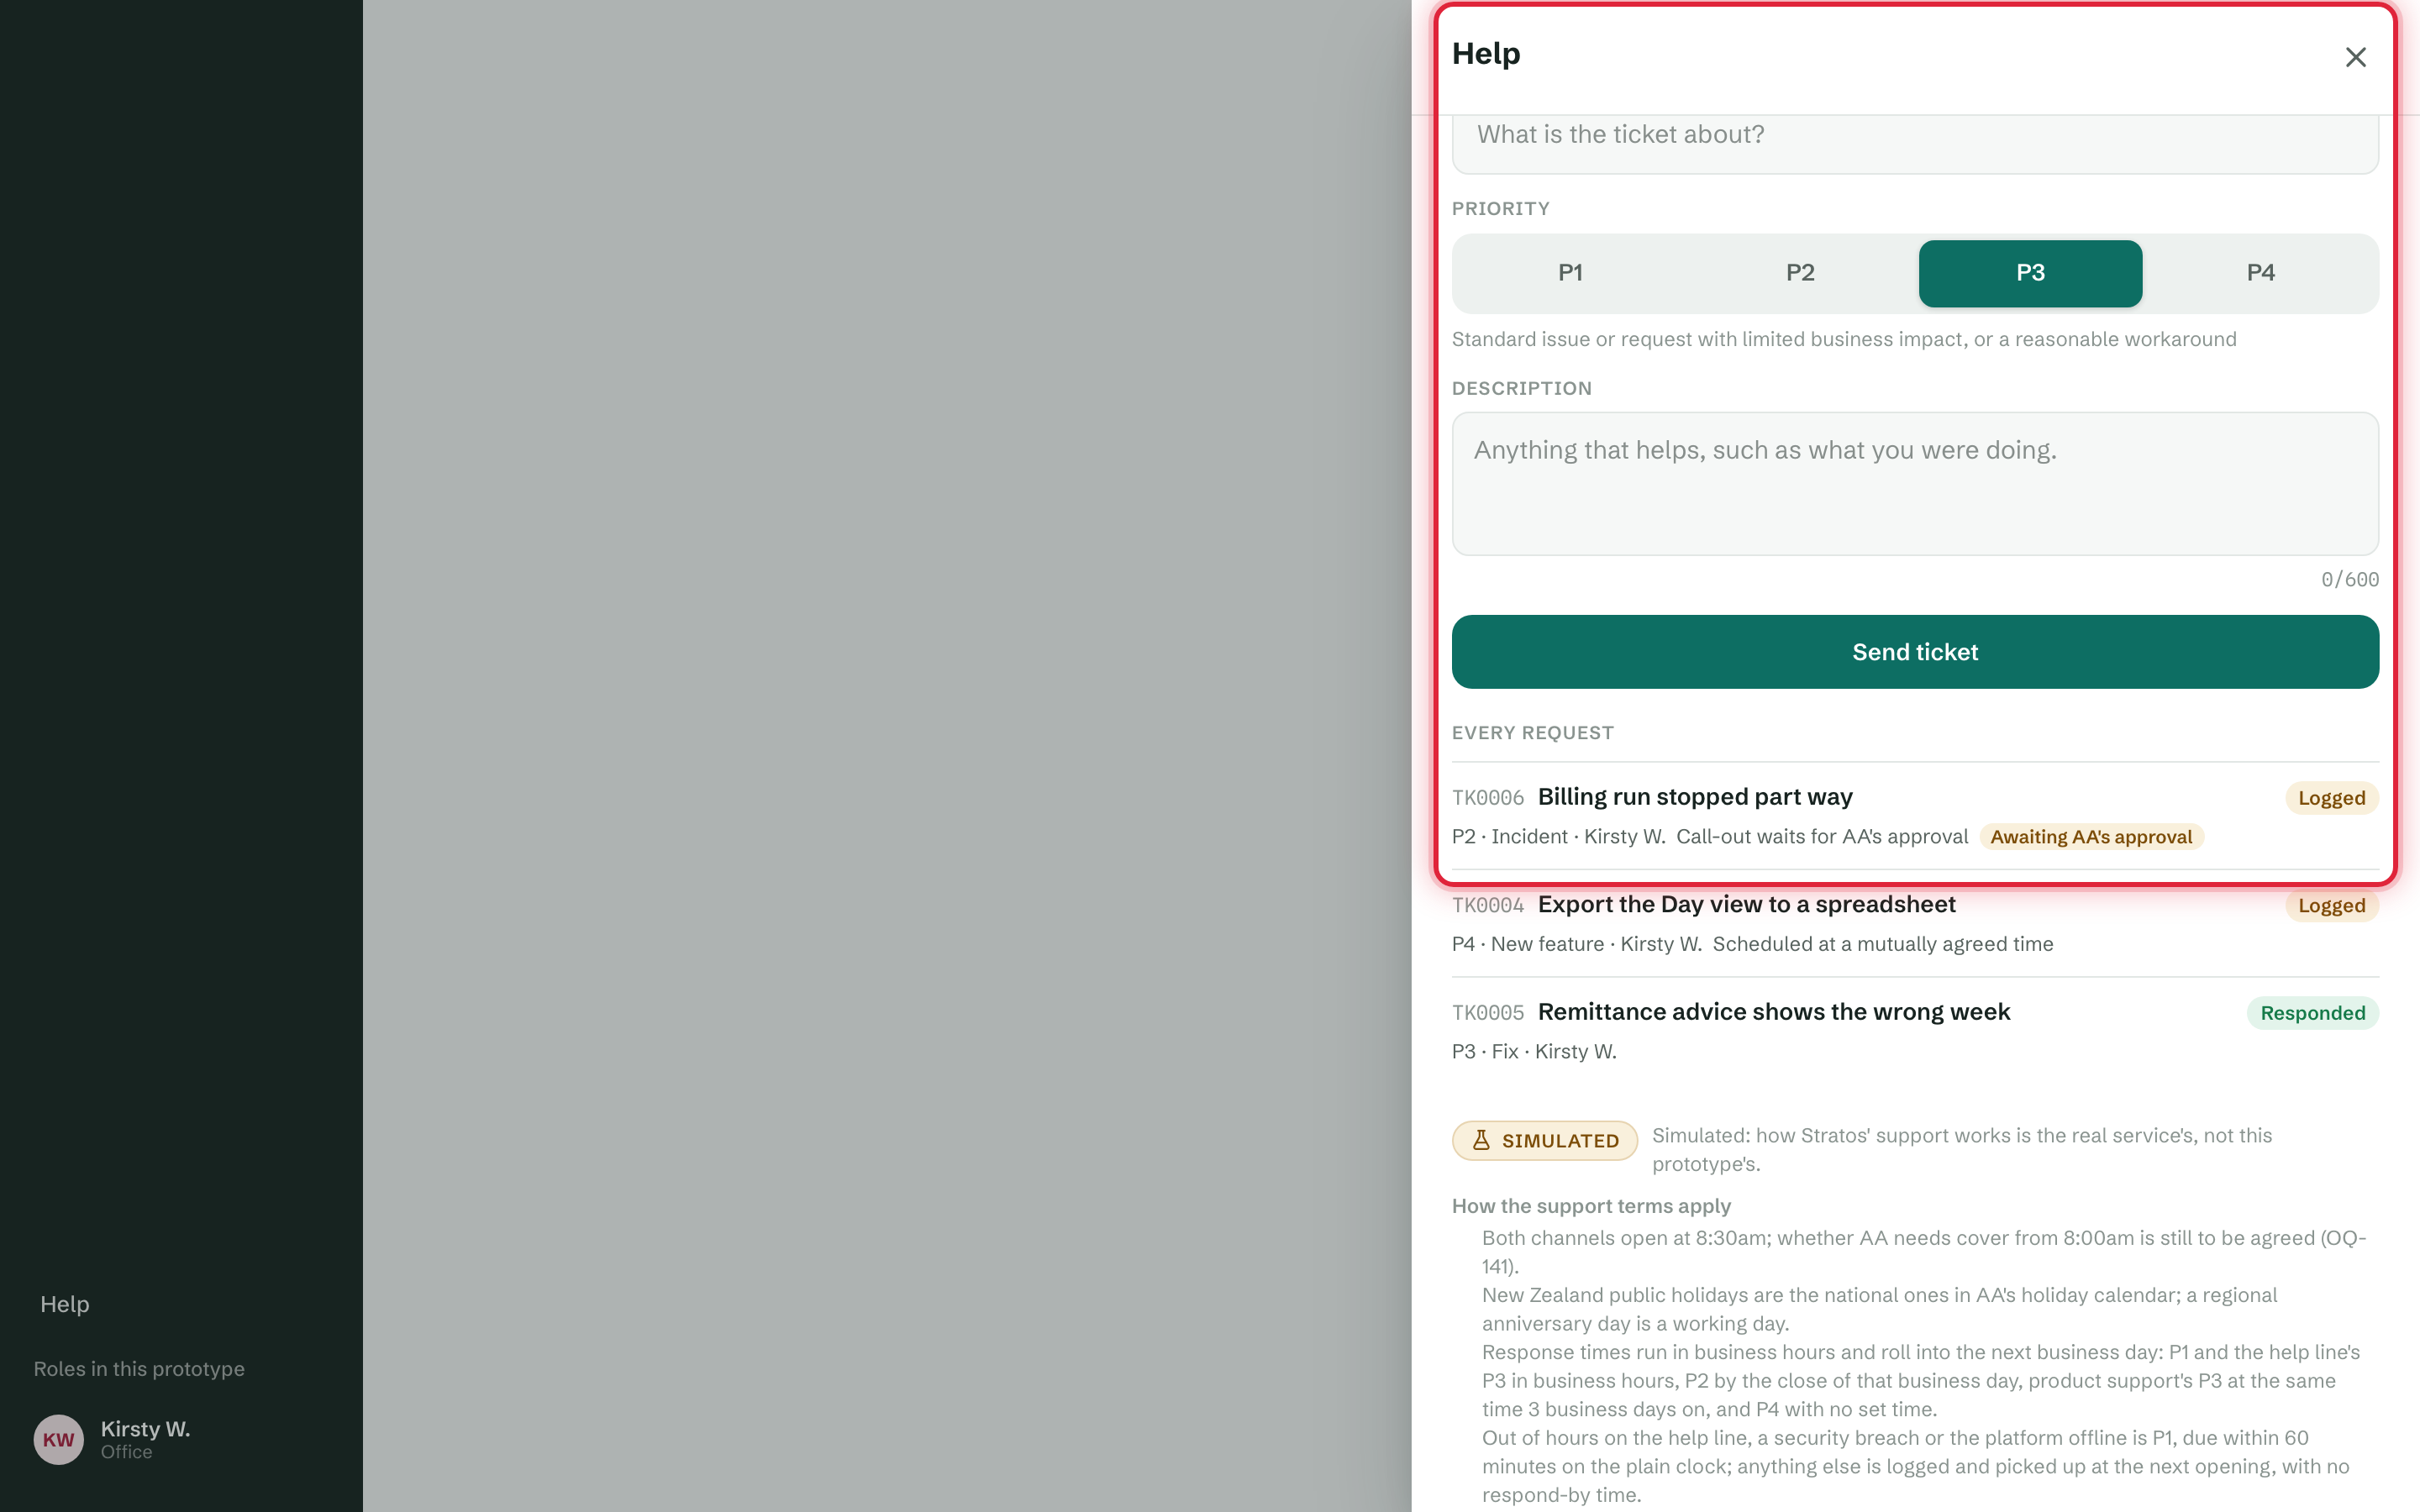 Help
What is the ticket about?
PRIORITY
P1 P2 P3 P4
Standard issue or request with limited business impact, or a reasonable workaround
DESCRIPTION
Anything that helps, such as what you were doing.
0/600
Send ticket
EVERY REQUEST
TK0006 Billing run stopped part way Logged
P2 · Incident · Kirsty W. Call-out waits for AA's approval Awaiting AA's approval
TK0004 Export the Day view to a spreadsheet Logged
P4 · New feature · Kirsty W. Scheduled at a mutually agreed time
TK0005 Remittance advice shows the wrong week Responded
P3 · Fix · Kirsty W.
SIMULATED Simulated: how Stratos' support works is the real service's, not this
prototype's.
How the support terms apply
Both channels open at 8:30am; whether AA needs cover from 8:00am is still to be agreed (OQ-
141).
New Zealand public holidays are the national ones in AA's holiday calendar; a regional
anniversary day is a working day.
Response times run in business hours and roll into the next business day: P1 and the help line's
P3 in business hours, P2 by the close of that business day, product support's P3 at the same
time 3 business days on, and P4 with no set time.
Out of hours on the help line, a security breach or the platform offline is P1, due within 60
minutes on the plain clock; anything else is logged and picked up at the next opening, with no
respond-by time.
Help
Roles in this prototype
KW Kirsty W.
Office